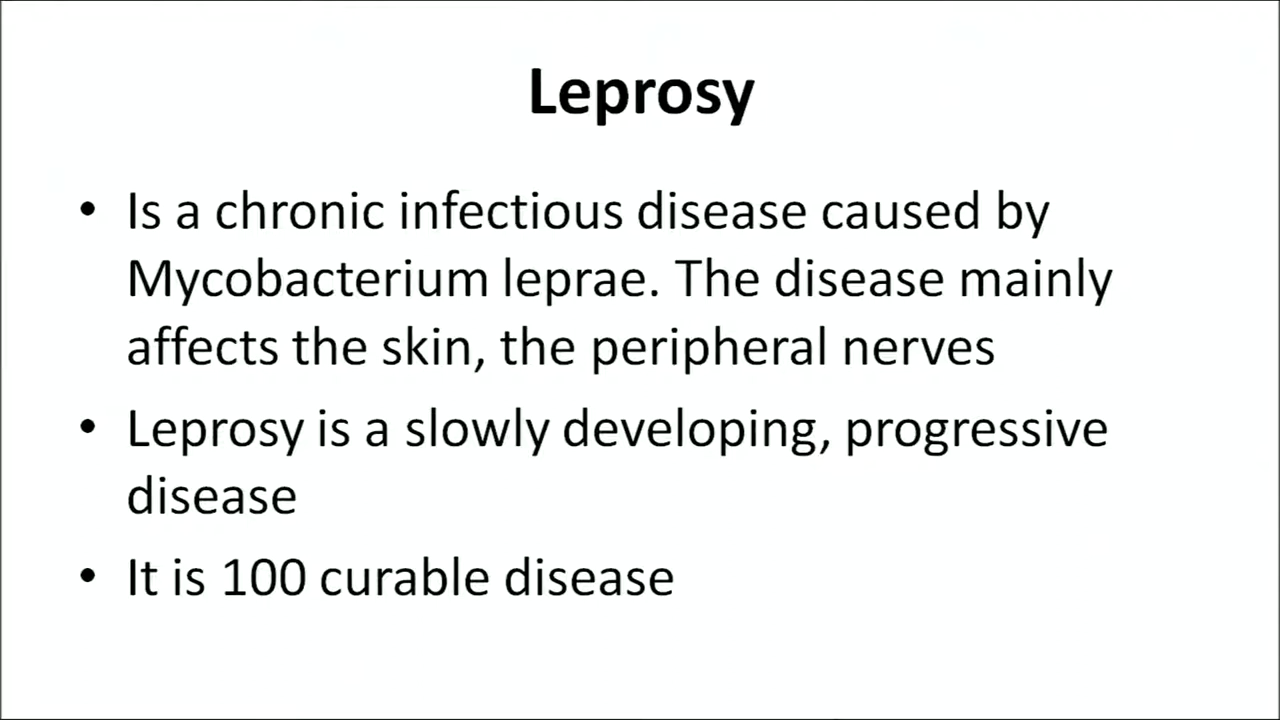 Leprosy
• Is a chronic infectious disease caused by
Mycobacterium leprae. The disease mainly
affects the skin, the peripheral nerves
• Leprosy is a slowly developing, progressive
disease
• It is 100 curable disease